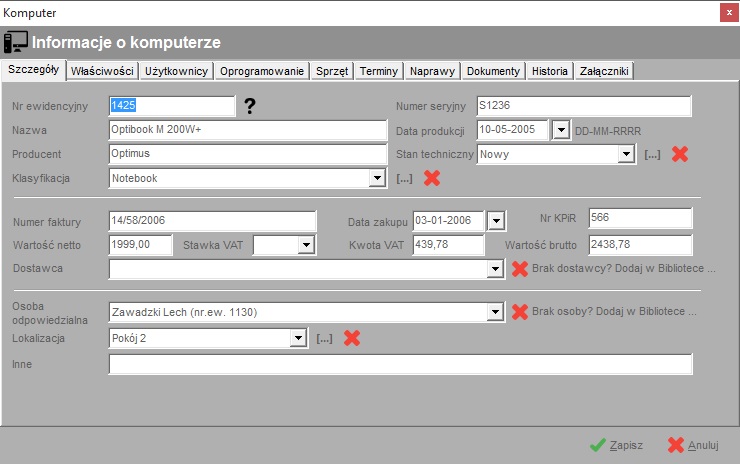 Komputer x
Informacje o komputerze
Szczegóły Właściwości Użytkownicy Oprogramowanie Sprzęt Terminy Naprawy Dokumenty Historia Załączniki
Nr ewidencyjny 1425 ? Numer seryjny S1236
Nazwa Optibook M 200W+ Data produkcji 10-05-2005 DD-MM-RRRR
Producent Optimus Stan techniczny Nowy [...]
Klasyfikacja Notebook [...]
Numer faktury 14/58/2006 Data zakupu 03-01-2006 Nr KPiR 566
Wartość netto 1999,00 Stawka VAT Kwota VAT 439,78 Wartość brutto 2438,78
Dostawca Brak dostawcy? Dodaj w Bibliotece ...
Osoba odpowiedzialna Zawadzki Lech (nr.ew. 1130) Brak osoby? Dodaj w Bibliotece ...
Lokalizacja Pokój 2 [...]
Inne
Zapisz Anuluj